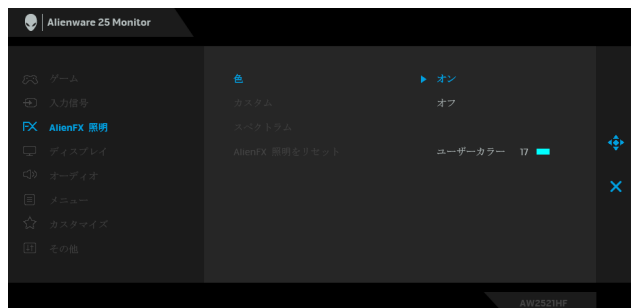 Alienware 25 Monitor
ゲーム
入力信号
AlienFX 照明
ディスプレイ
オーディオ
メニュー
カスタマイズ
その他
色
カスタム
スペクトラム
AlienFX 照明をリセット
オン
オフ
ユーザーカラー 17
AW2521HF